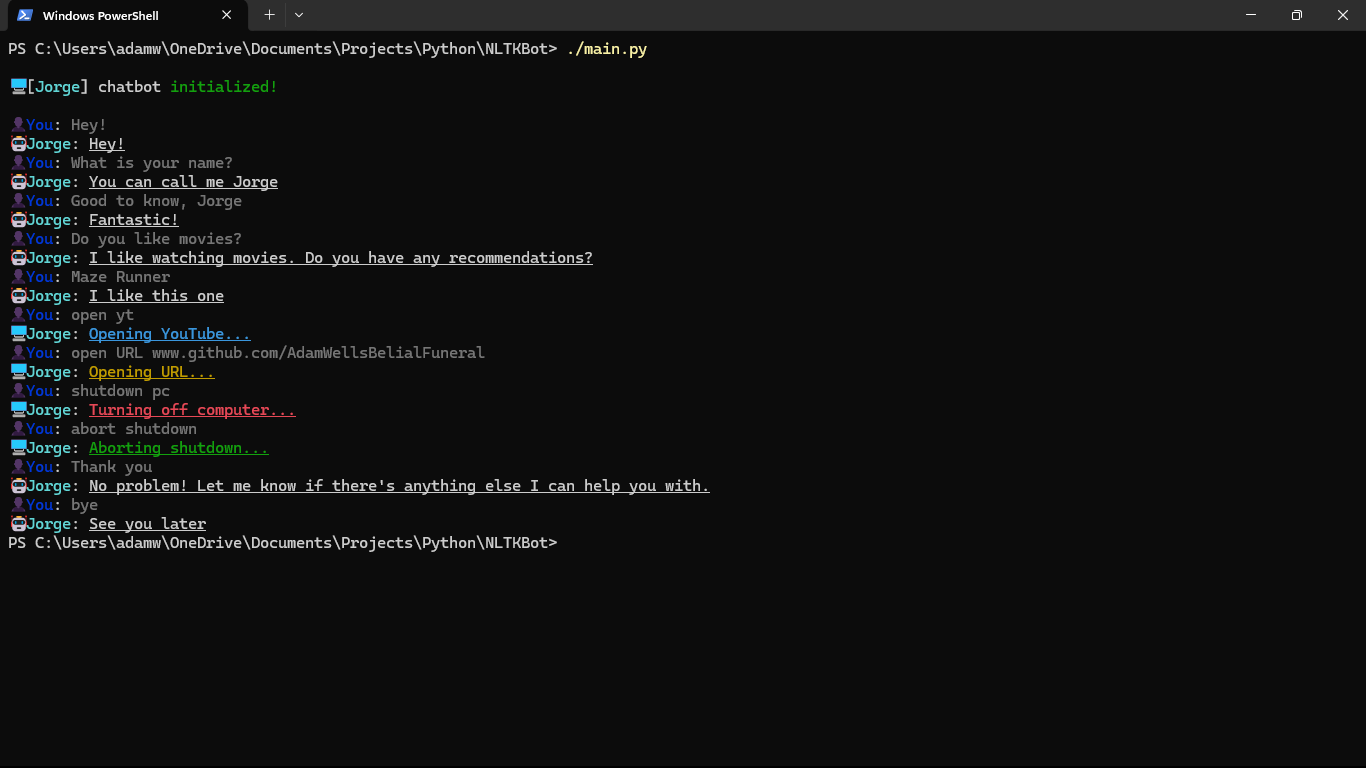 Windows PowerShell
PS C:\Users\adamw\OneDrive\Documents\Projects\Python\NLTKBot> ./main.py
[Jorge] chatbot initialized!
You: Hey!
Jorge: Hey!
You: What is your name?
Jorge: You can call me Jorge
You: Good to know, Jorge
Jorge: Fantastic!
You: Do you like movies?
Jorge: I like watching movies. Do you have any recommendations?
You: Maze Runner
Jorge: I like this one
You: open yt
Jorge: Opening YouTube...
You: open URL www.github.com/AdamWellsBelialFuneral
Jorge: Opening URL...
You: shutdown pc
Jorge: Turning off computer...
You: abort shutdown
Jorge: Aborting shutdown...
You: Thank you
Jorge: No problem! Let me know if there's anything else I can help you with.
You: bye
Jorge: See you later
PS C:\Users\adamw\OneDrive\Documents\Projects\Python\NLTKBot>